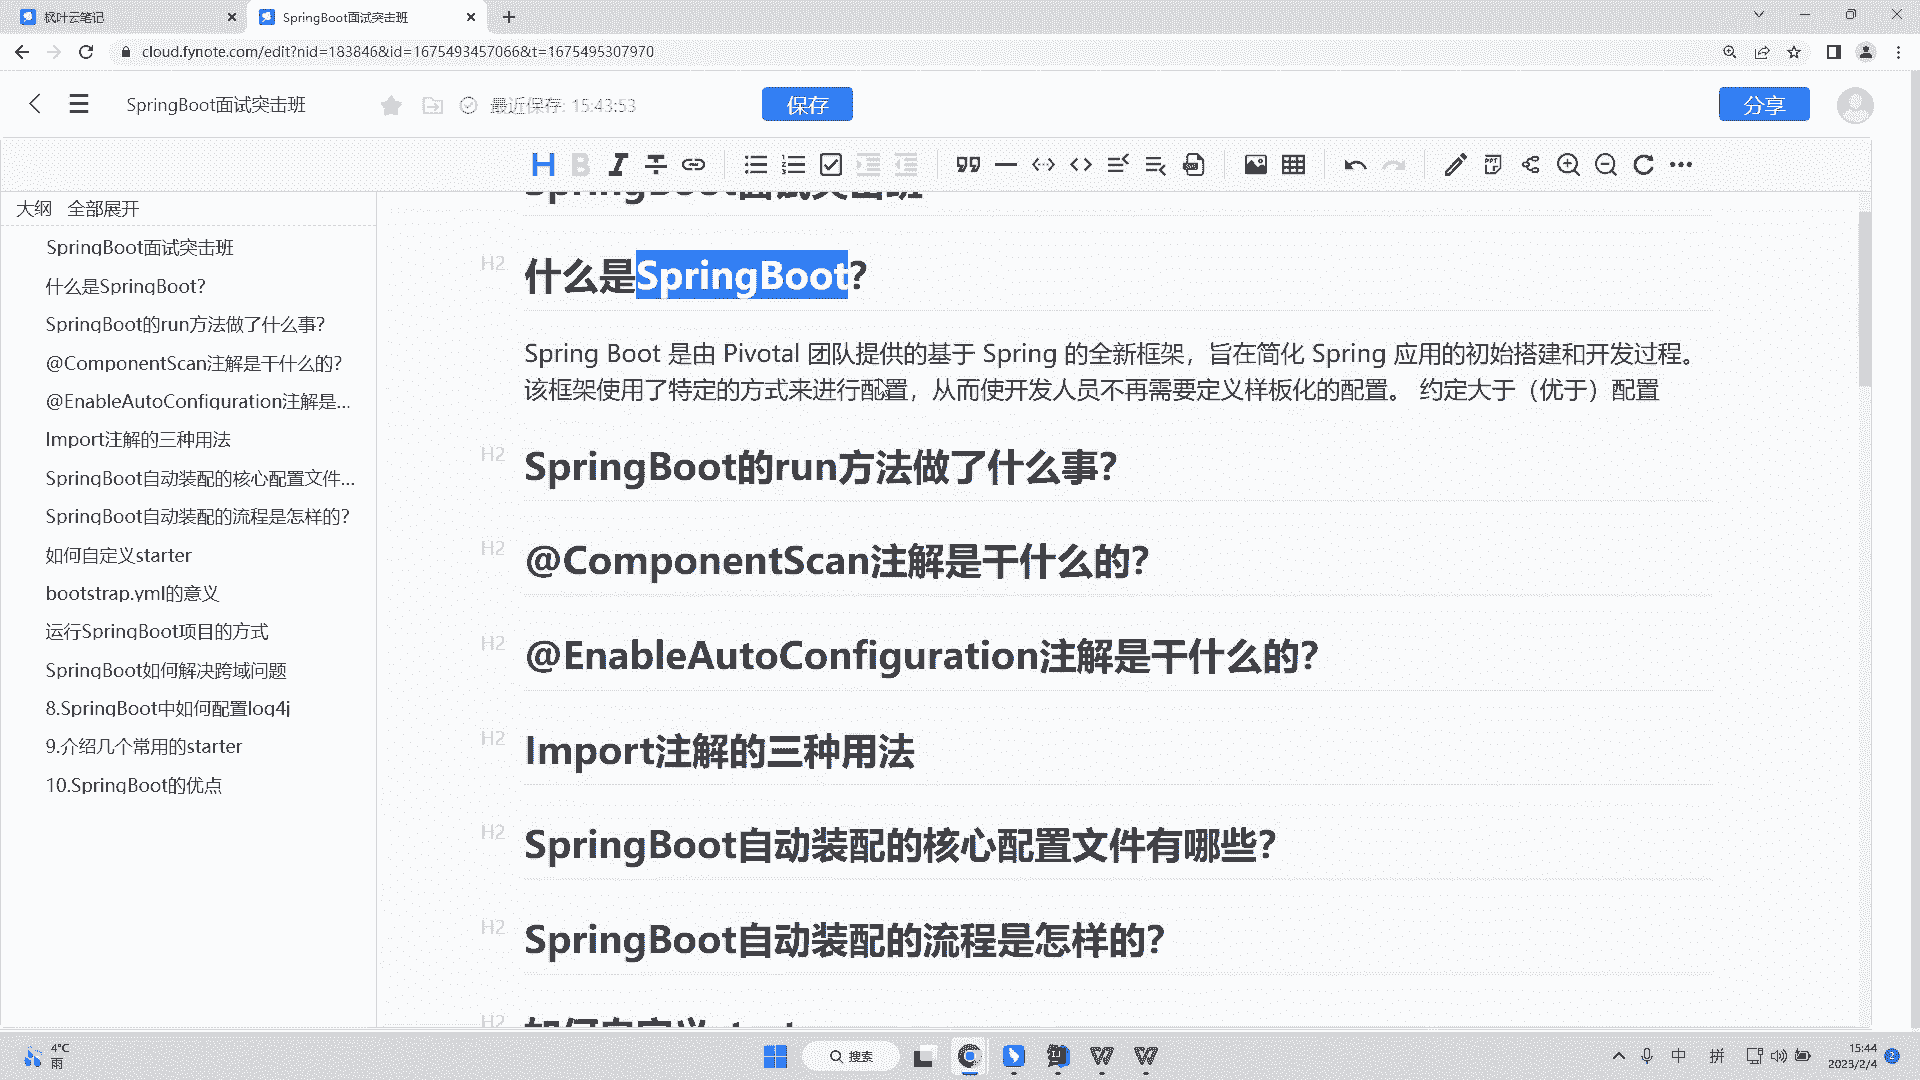 枫叶云笔记
SpringBoot面试突击班
cloud.fynote.com/edit?nid=183846&id=1675493457066&t=1675495307970
SpringBoot面试突击班
最近保存: 15:43:53
保存
分享
H B I
大纲 全部展开
SpringBoot面试突击班
什么是SpringBoot?
SpringBoot的run方法做了什么事?
@ComponentScan注解是干什么的?
@EnableAutoConfiguration注解是...
Import注解的三种用法
SpringBoot自动装配的核心配置文件...
SpringBoot自动装配的流程是怎样的?
如何自定义starter
bootstrap.yml的意义
运行SpringBoot项目的方式
SpringBoot如何解决跨域问题
8.SpringBoot中如何配置log4j
9.介绍几个常用的starter
10.SpringBoot的优点
SpringBoot面试突击班
H2 什么是SpringBoot?
Spring Boot 是由 Pivotal 团队提供的基于 Spring 的全新框架，旨在简化 Spring 应用的初始搭建和开发过程。
该框架使用了特定的方式来进行配置，从而使开发人员不再需要定义样板化的配置。 约定大于（优于）配置
H2 SpringBoot的run方法做了什么事?
H2 @ComponentScan注解是干什么的?
H2 @EnableAutoConfiguration注解是干什么的?
H2 Import注解的三种用法
H2 SpringBoot自动装配的核心配置文件有哪些?
H2 SpringBoot自动装配的流程是怎样的?
H2 如何自定义starter
4°C
雨
搜索
中
拼
15:44
2023/2/4
2